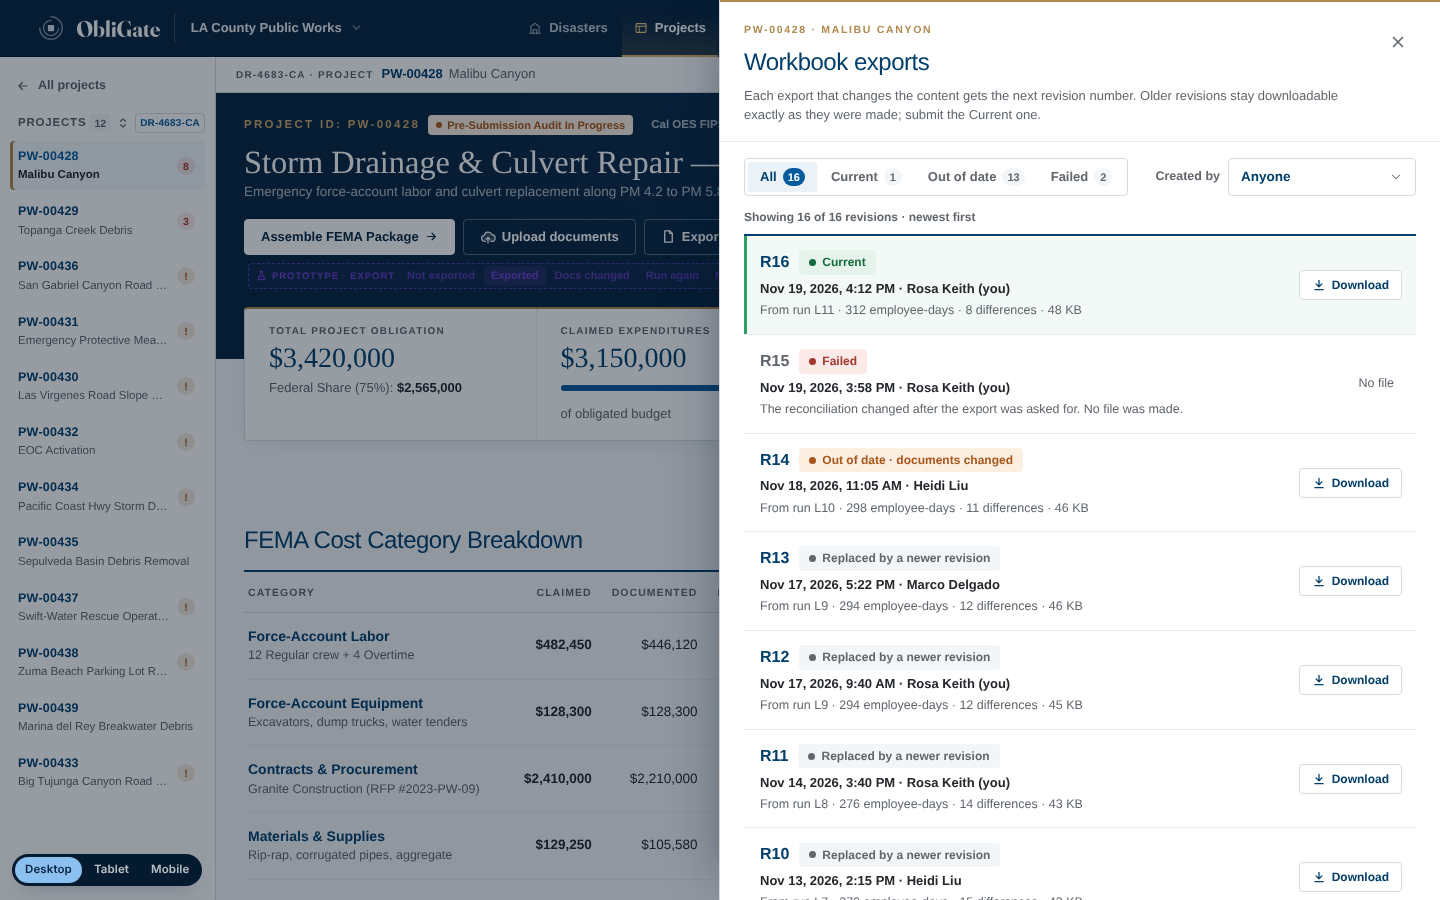 ObliGate
LA County Public Works
Disasters
Projects
All projects
PROJECTS 12
DR-4683-CA
PW-00428
Malibu Canyon
8
PW-00429
Topanga Creek Debris
3
PW-00436
San Gabriel Canyon Road ...
!
PW-00431
Emergency Protective Mea...
!
PW-00430
Las Virgenes Road Slope ...
!
PW-00432
EOC Activation
!
PW-00434
Pacific Coast Hwy Storm D...
!
PW-00435
Sepulveda Basin Debris Removal
PW-00437
Swift-Water Rescue Operat...
!
PW-00438
Zuma Beach Parking Lot R...
!
PW-00439
Marina del Rey Breakwater Debris
PW-00433
Big Tujunga Canyon Road ...
!
Desktop Tablet Mobile
DR-4683-CA · PROJECT PW-00428 Malibu Canyon
PROJECT ID: PW-00428
Pre-Submission Audit In Progress
Cal OES FIP
Storm Drainage & Culvert Repair —
Emergency force-account labor and culvert replacement along PM 4.2 to PM 5.
Assemble FEMA Package
Upload documents
Expor
PROTOTYPE · EXPORT Not exported Exported Docs changed Run again
TOTAL PROJECT OBLIGATION
$3,420,000
Federal Share (75%): $2,565,000
CLAIMED EXPENDITURES
$3,150,000
of obligated budget
FEMA Cost Category Breakdown
CATEGORY CLAIMED DOCUMENTED
Force-Account Labor
12 Regular crew + 4 Overtime
$482,450 $446,120
Force-Account Equipment
Excavators, dump trucks, water tenders
$128,300 $128,300
Contracts & Procurement
Granite Construction (RFP #2023-PW-09)
$2,410,000 $2,210,000
Materials & Supplies
Rip-rap, corrugated pipes, aggregate
$129,250 $105,580
PW-00428 · MALIBU CANYON
Workbook exports
Each export that changes the content gets the next revision number. Older revisions stay downloadable
exactly as they were made; submit the Current one.
All 16 Current 1 Out of date 13 Failed 2
Created by Anyone
Showing 16 of 16 revisions · newest first
R16 Current
Nov 19, 2026, 4:12 PM · Rosa Keith (you)
From run L11 · 312 employee-days · 8 differences · 48 KB
Download
R15 Failed
Nov 19, 2026, 3:58 PM · Rosa Keith (you)
The reconciliation changed after the export was asked for. No file was made.
No file
R14 Out of date · documents changed
Nov 18, 2026, 11:05 AM · Heidi Liu
From run L10 · 298 employee-days · 11 differences · 46 KB
Download
R13 Replaced by a newer revision
Nov 17, 2026, 5:22 PM · Marco Delgado
From run L9 · 294 employee-days · 12 differences · 46 KB
Download
R12 Replaced by a newer revision
Nov 17, 2026, 9:40 AM · Rosa Keith (you)
From run L9 · 294 employee-days · 12 differences · 45 KB
Download
R11 Replaced by a newer revision
Nov 14, 2026, 3:40 PM · Rosa Keith (you)
From run L8 · 276 employee-days · 14 differences · 43 KB
Download
R10 Replaced by a newer revision
Nov 13, 2026, 2:15 PM · Heidi Liu
Download